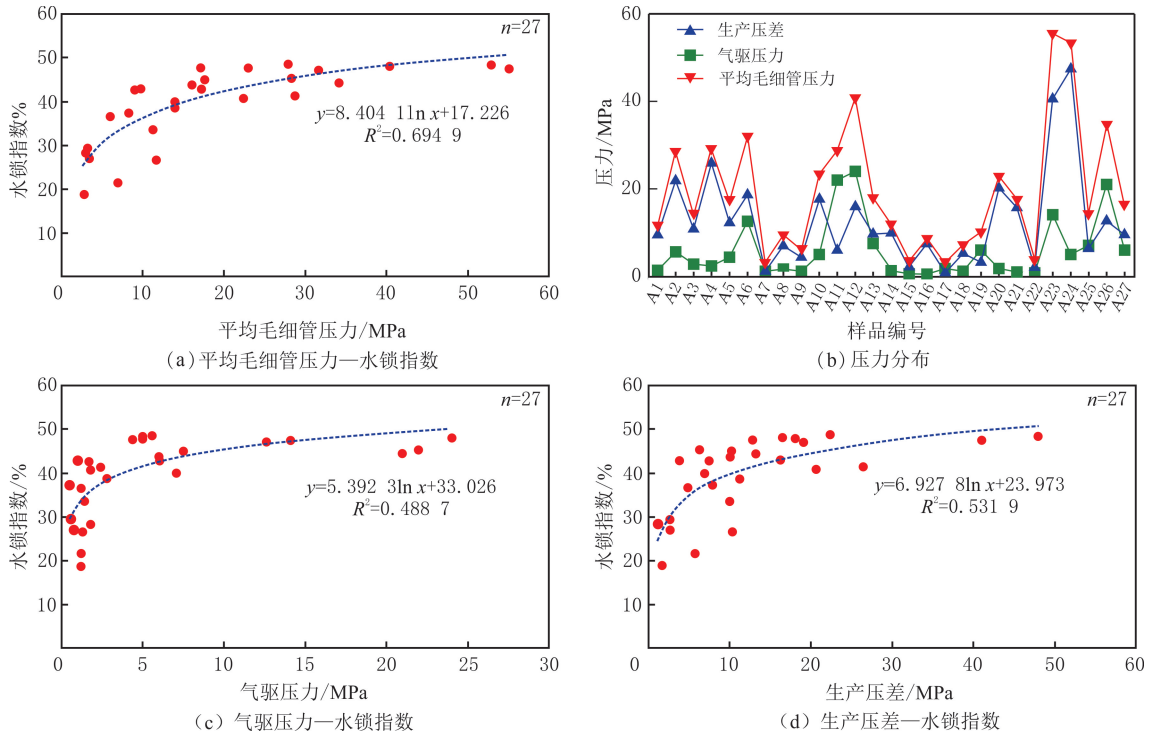 60
50
40
30
20
10
0
10
20
30
40
50
60
水锁指数%
n=27
y=8.404 11ln x+17.226
R²=0.694 9
平均毛细管压力/MPa
(a)平均毛细管压力—水锁指数
60
40
20
0
压力/MPa
生产压差
气驱压力
平均毛细管压力
A1
A2
A3
A4
A5
A6
A7
A8
A9
A10
A11
A12
A13
A14
A15
A16
A17
A18
A19
A20
A21
A22
A23
A24
A25
A26
A27
样品编号
(b)压力分布
60
50
40
30
20
10
0
5
10
15
20
25
30
水锁指数/%
n=27
y=5.392 3ln x+33.026
R²=0.488 7
气驱压力/MPa
(c)气驱压力—水锁指数
60
50
40
30
20
10
0
10
20
30
40
50
60
水锁指数/%
n=27
y=6.927 8ln x+23.973
R²=0.531 9
生产压差/MPa
(d)生产压差—水锁指数